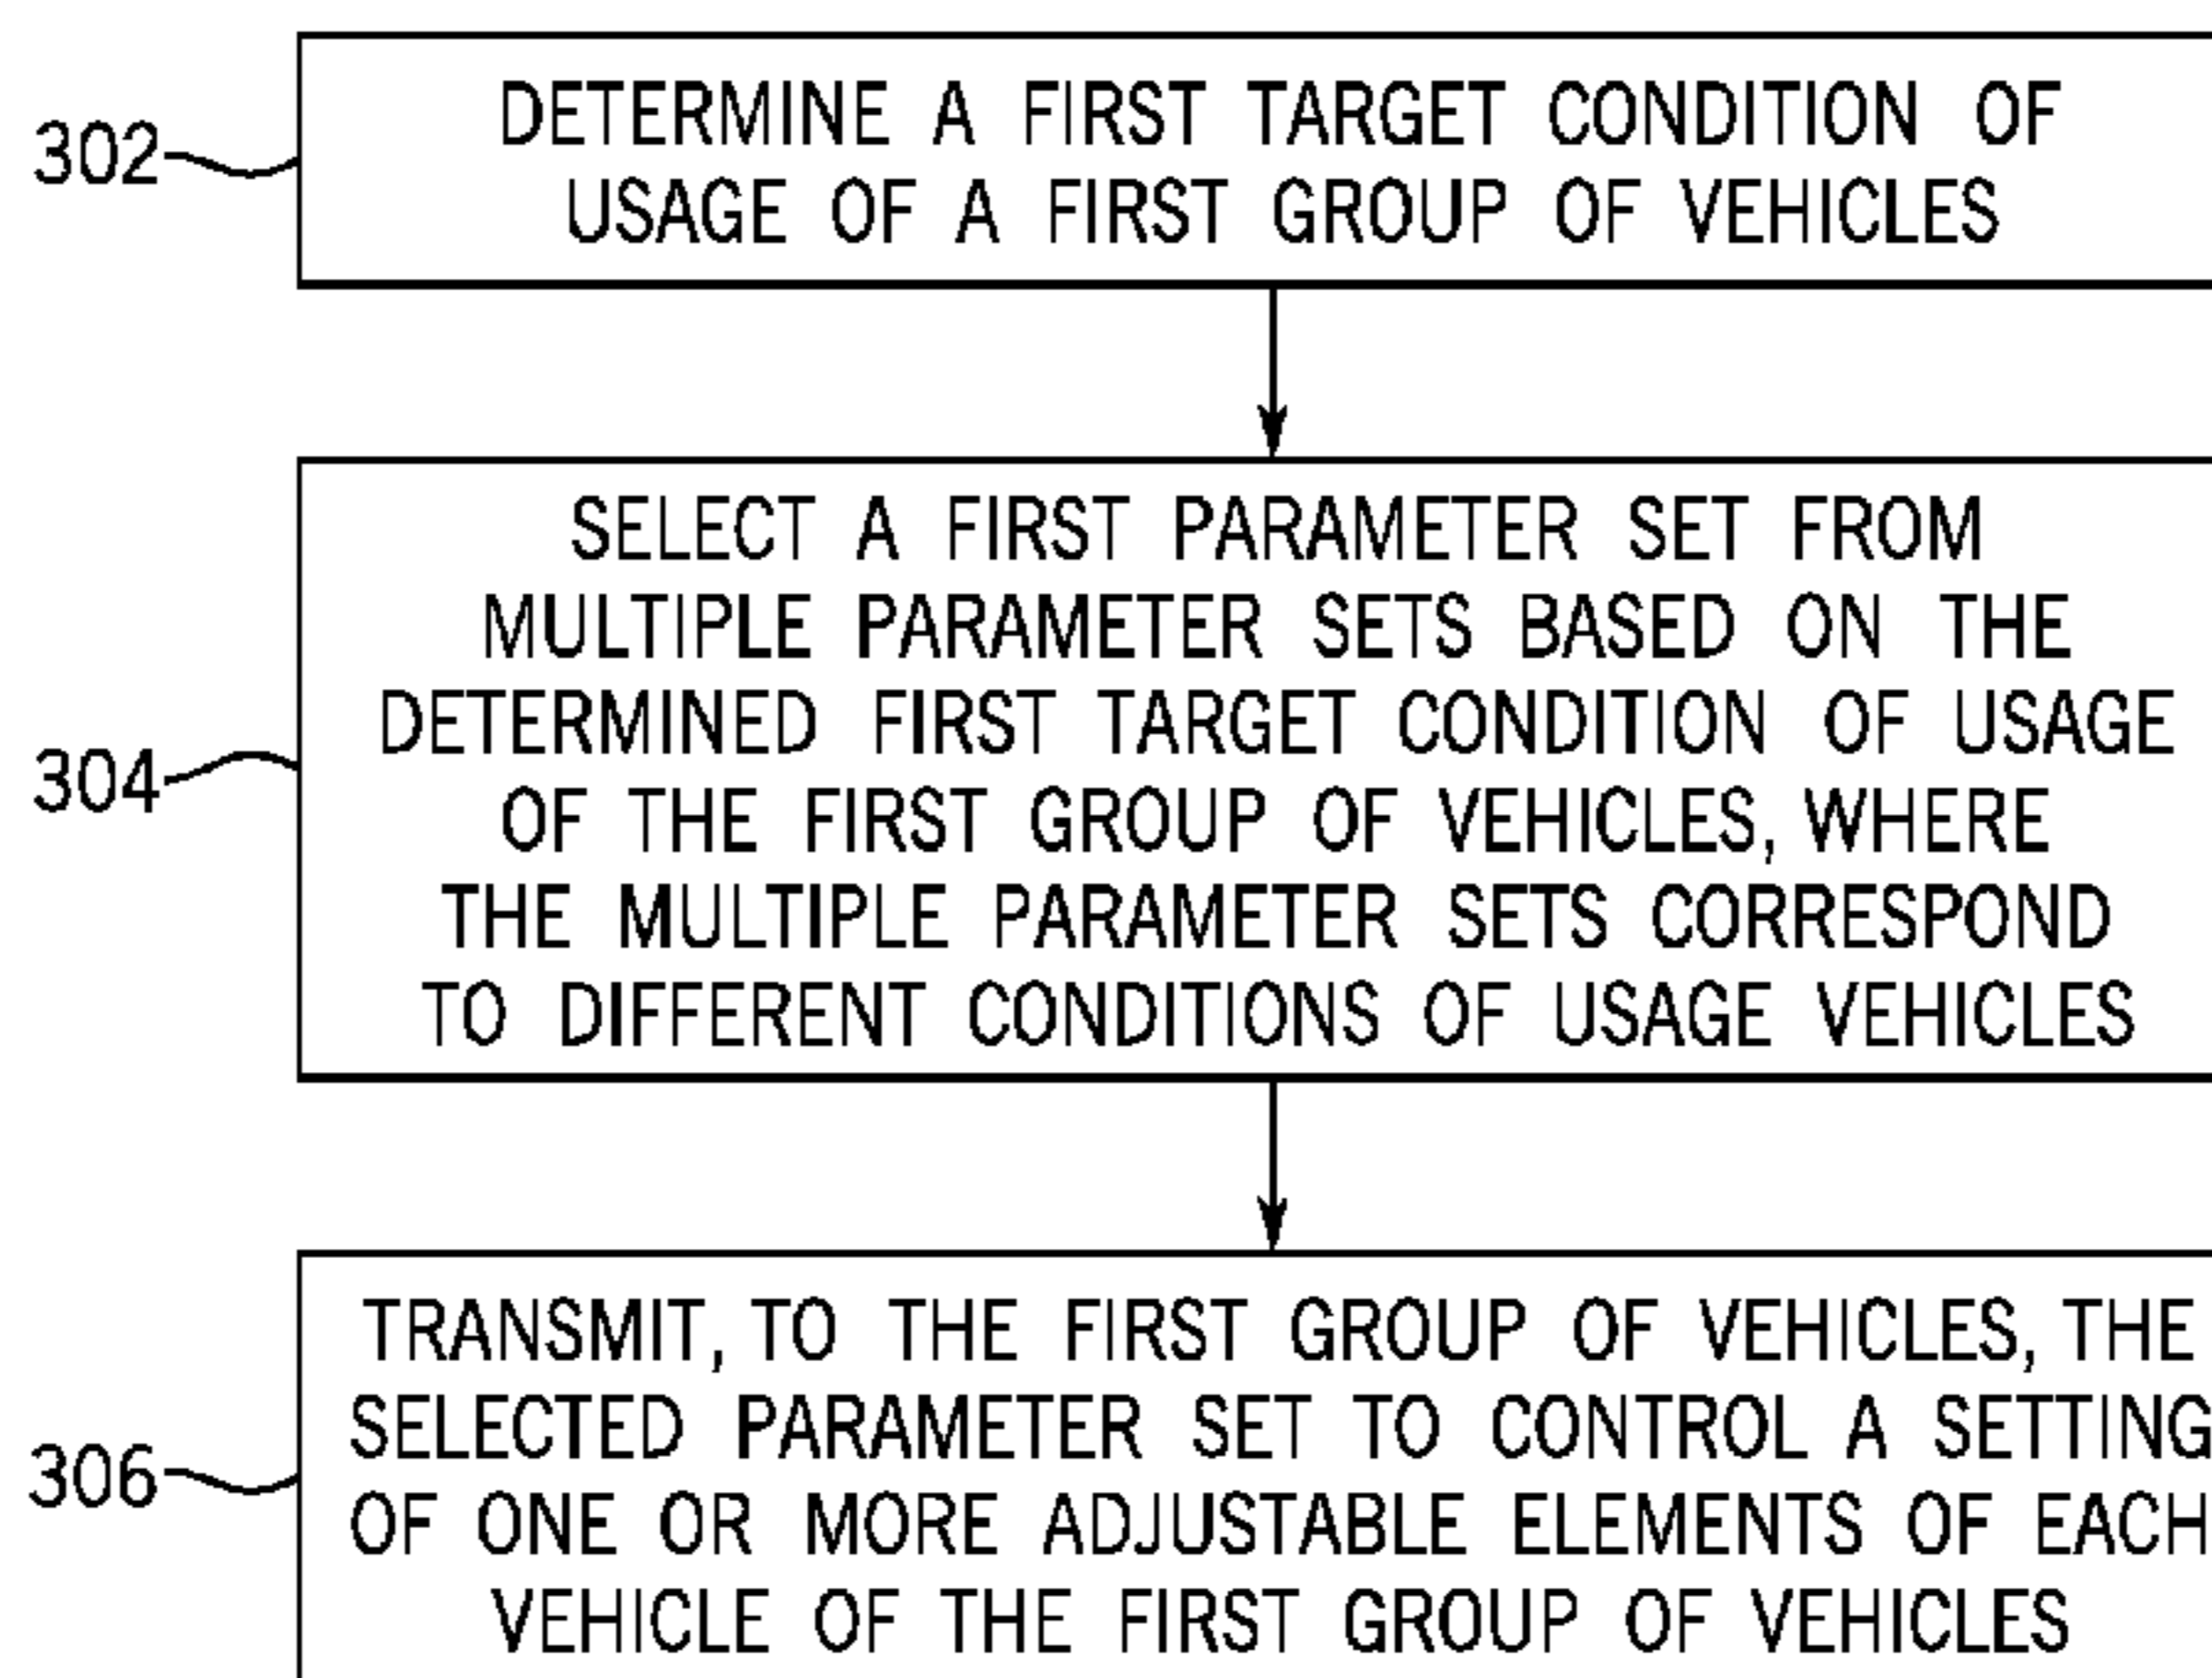 302
DETERMINE A FIRST TARGET CONDITION OF
USAGE OF A FIRST GROUP OF VEHICLES
304
SELECT A FIRST PARAMETER SET FROM
MULTIPLE PARAMETER SETS BASED ON THE
DETERMINED FIRST TARGET CONDITION OF USAGE
OF THE FIRST GROUP OF VEHICLES, WHERE
THE MULTIPLE PARAMETER SETS CORRESPOND
TO DIFFERENT CONDITIONS OF USAGE VEHICLES
306
TRANSMIT, TO THE FIRST GROUP OF VEHICLES, THE
SELECTED PARAMETER SET TO CONTROL A SETTING
OF ONE OR MORE ADJUSTABLE ELEMENTS OF EACH
VEHICLE OF THE FIRST GROUP OF VEHICLES